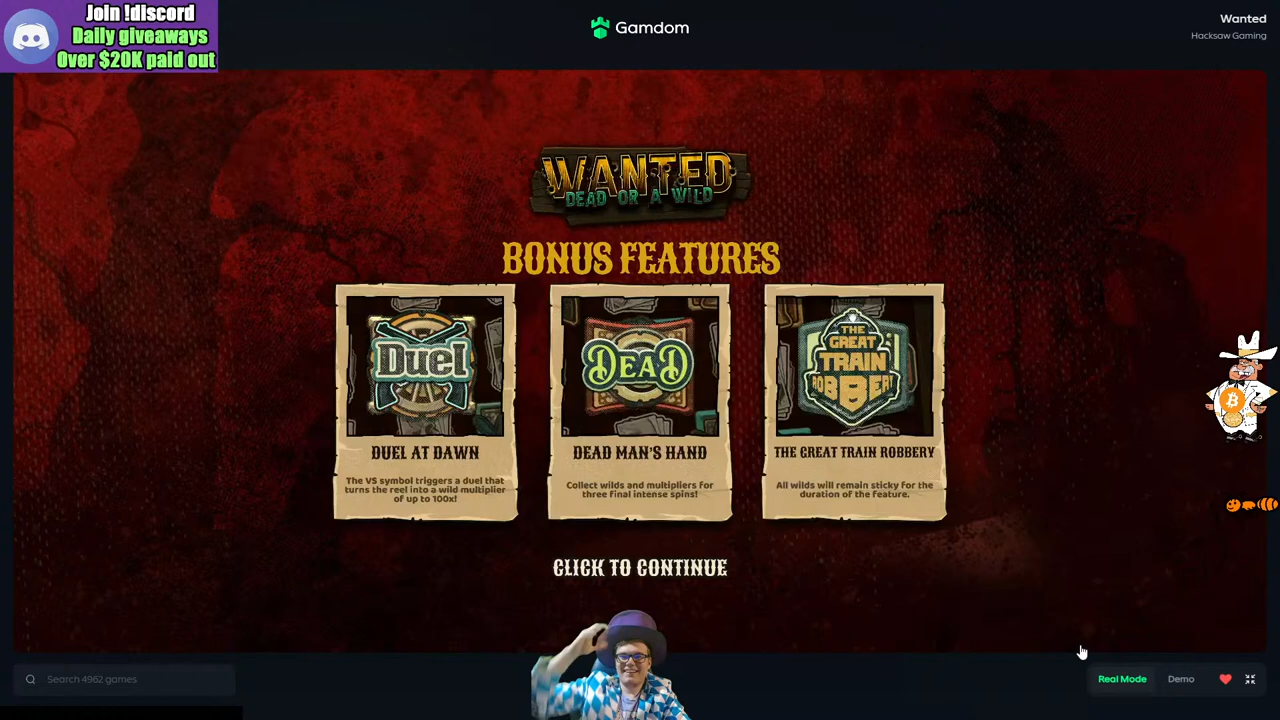 Join !discord
Daily giveaways
Over $20K paid out
Gamdom
Wanted
Hacksaw Gaming
WANTED
DEAD OR A WILD
BONUS FEATURES
Duel
DUEL AT DAWN
The VS symbol triggers a duel that
turns the reel into a wild multiplier
of up to 100x!
DEAD
DEAD MAN'S HAND
Collect wilds and multipliers for
three final intense spins!
THE
GREAT
TRAIN
ROBBERY
THE GREAT TRAIN ROBBERY
All wilds will remain sticky for the
duration of the feature.
CLICK TO CONTINUE
Search 4962 games
Real Mode
Demo